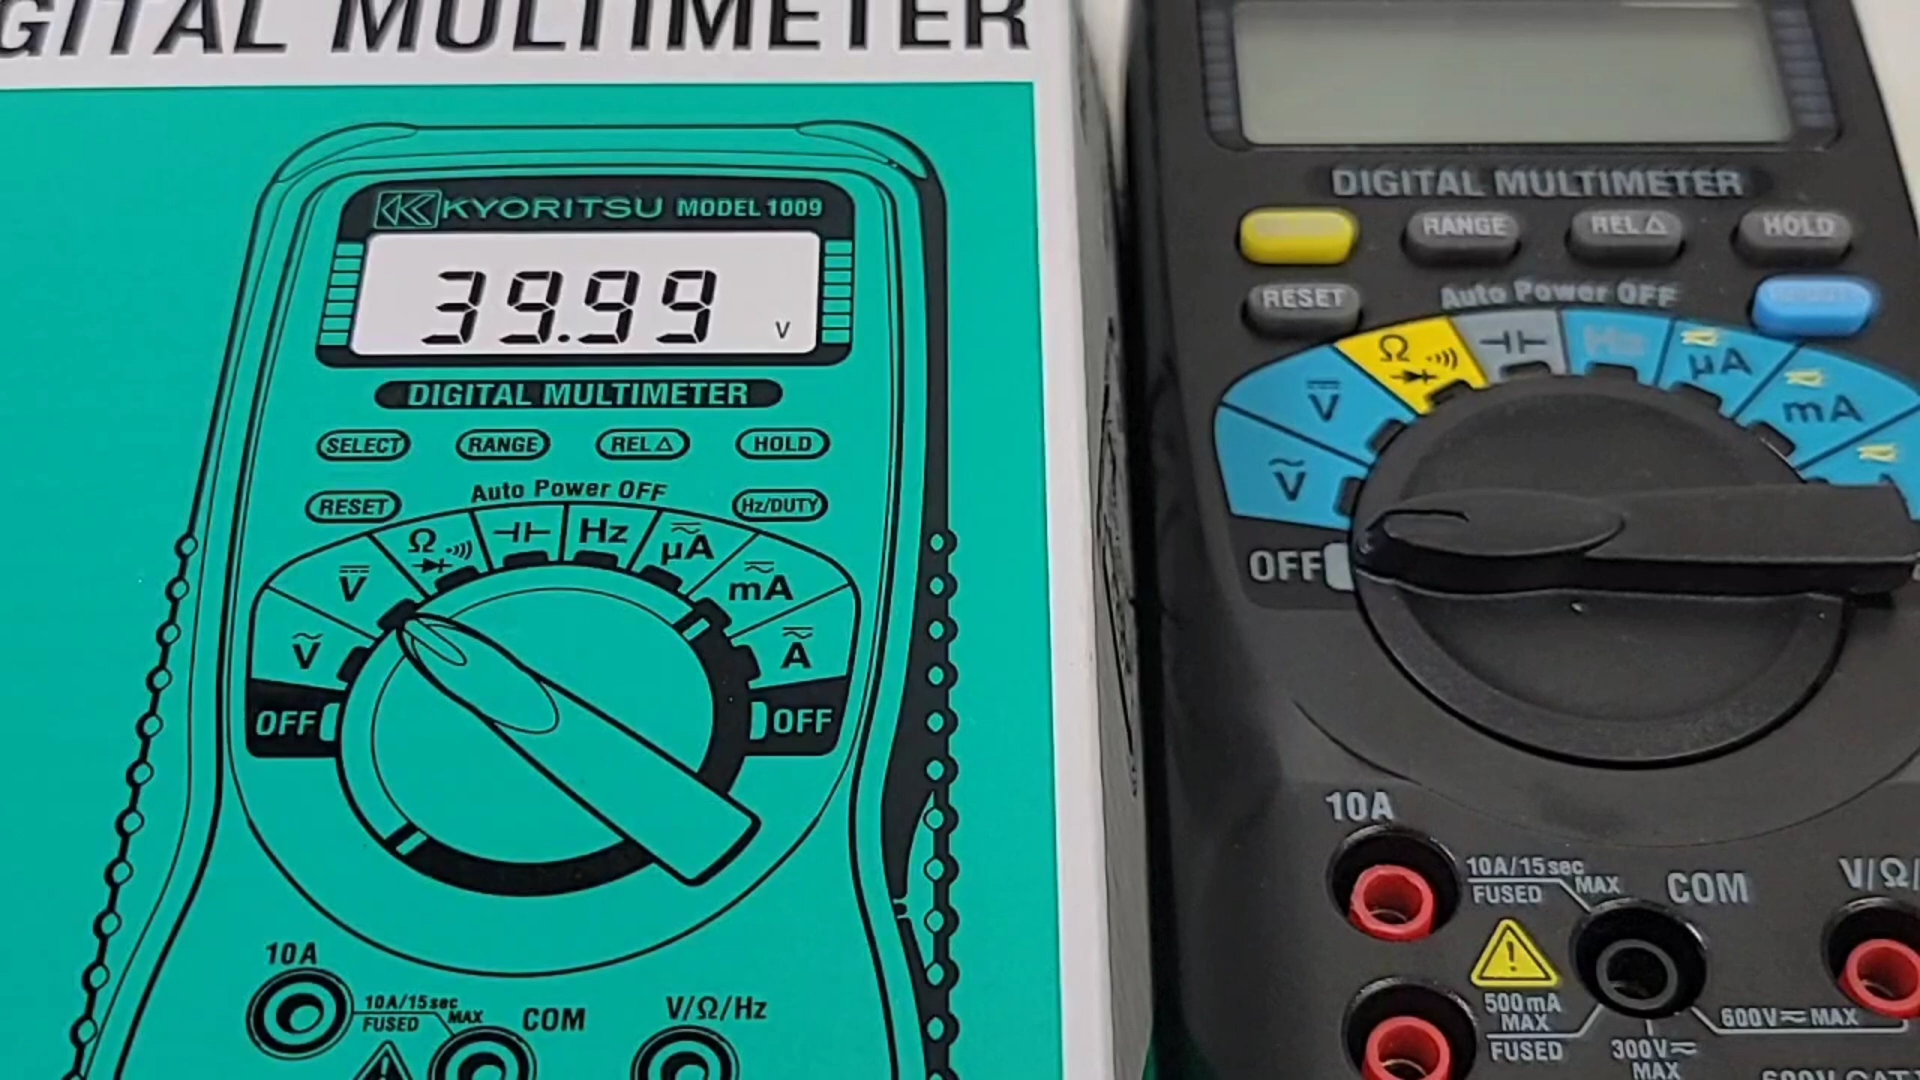 GITAL MULTIMETER
KYORITSU MODEL 1009
39.99 V
DIGITAL MULTIMETER
SELECT RANGE REL△ HOLD
RESET Auto Power OFF Hz/DUTY
Ω Hz μA
V mA
V A
OFF OFF
10A
10A/15sec MAX
FUSED
COM
V/Ω/Hz
DIGITAL MULTIMETER
RANGE REL△ HOLD
RESET Auto Power OFF
Ω Hz μA
V mA
V
OFF
10A
10A/15sec MAX
FUSED
COM
V/Ω/
500mA
MAX
FUSED
300V⎓
MAX
600V⎓ MAX